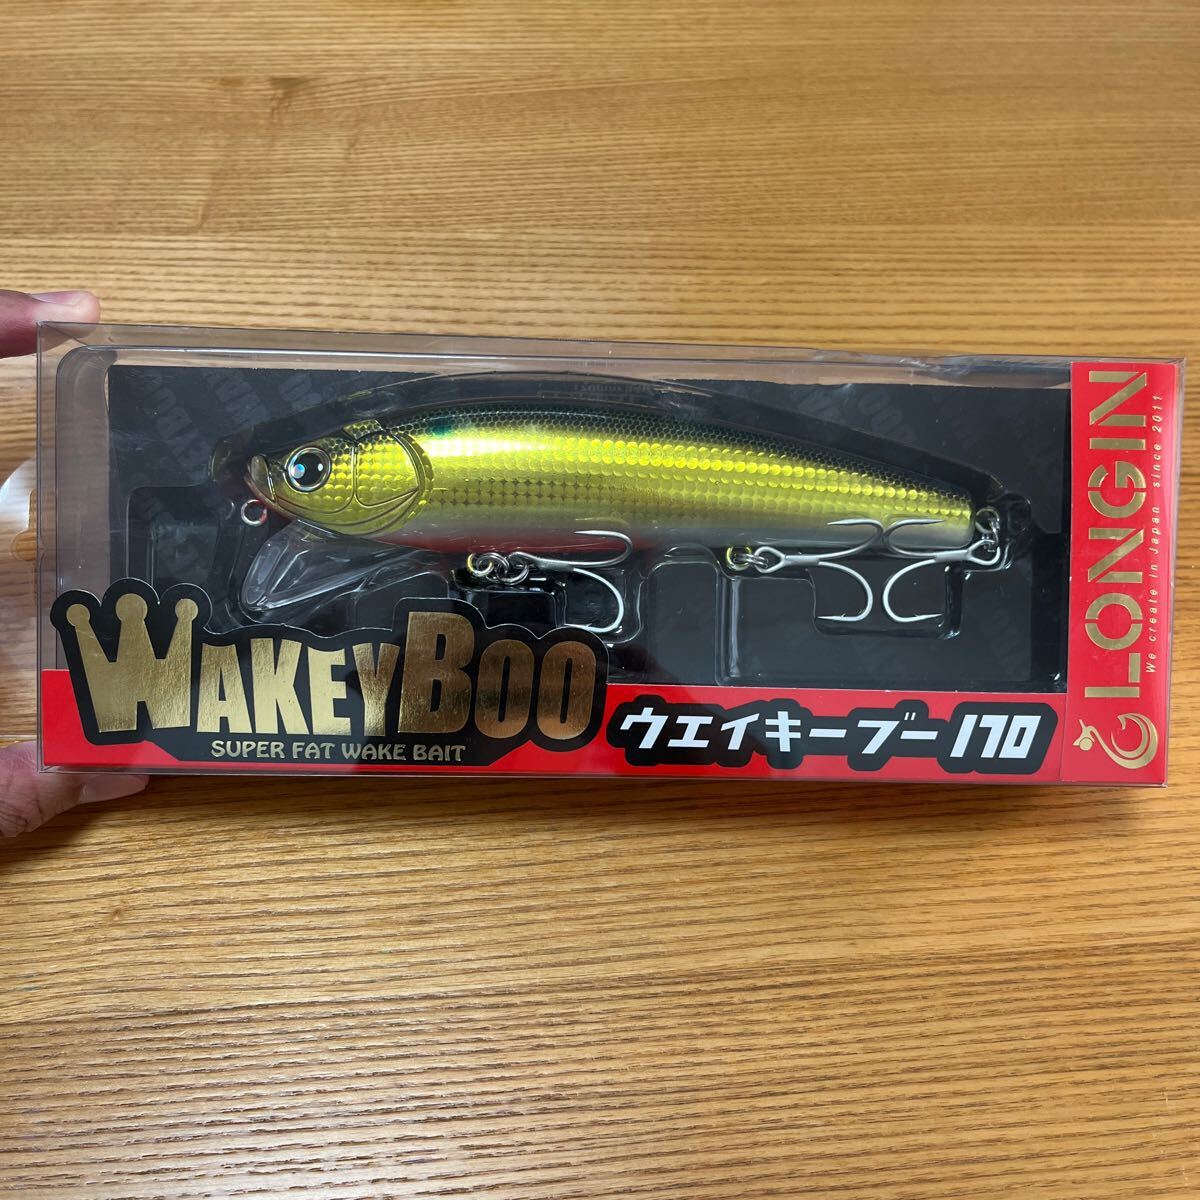 WAKEYBOO
SUPER FAT WAKE BAIT
ウエイキーブー170
LONGIN
We create in Japan since 2011